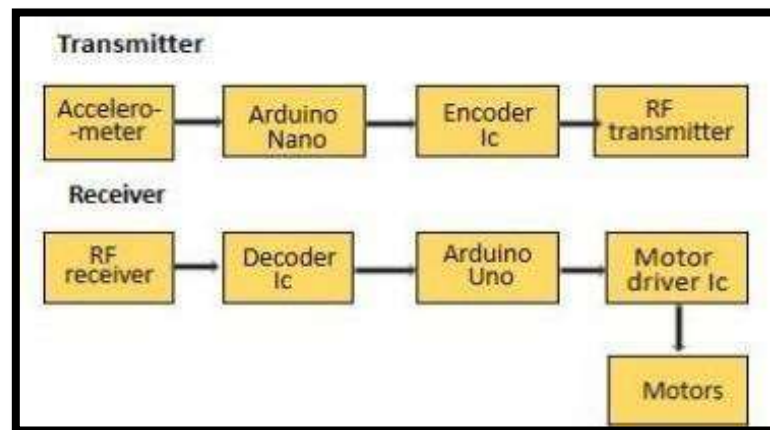 Transmitter
Accelero-
-meter
Arduino
Nano
Encoder
Ic
RF
transmitter
Receiver
RF
receiver
Decoder
Ic
Arduino
Uno
Motor
driver Ic
Motors